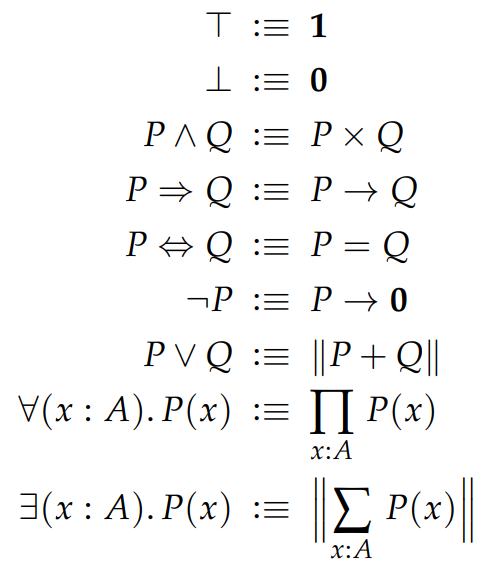 ⊤ :≡ 1
⊥ :≡ 0
P ∧ Q :≡ P × Q
P ⇒ Q :≡ P → Q
P ⇔ Q :≡ P = Q
¬P :≡ P → 0
P ∨ Q :≡ ‖P + Q‖
∀(x : A). P(x) :≡ ∏ P(x)
x:A
∃(x : A). P(x) :≡ ‖∑ P(x)‖
x:A